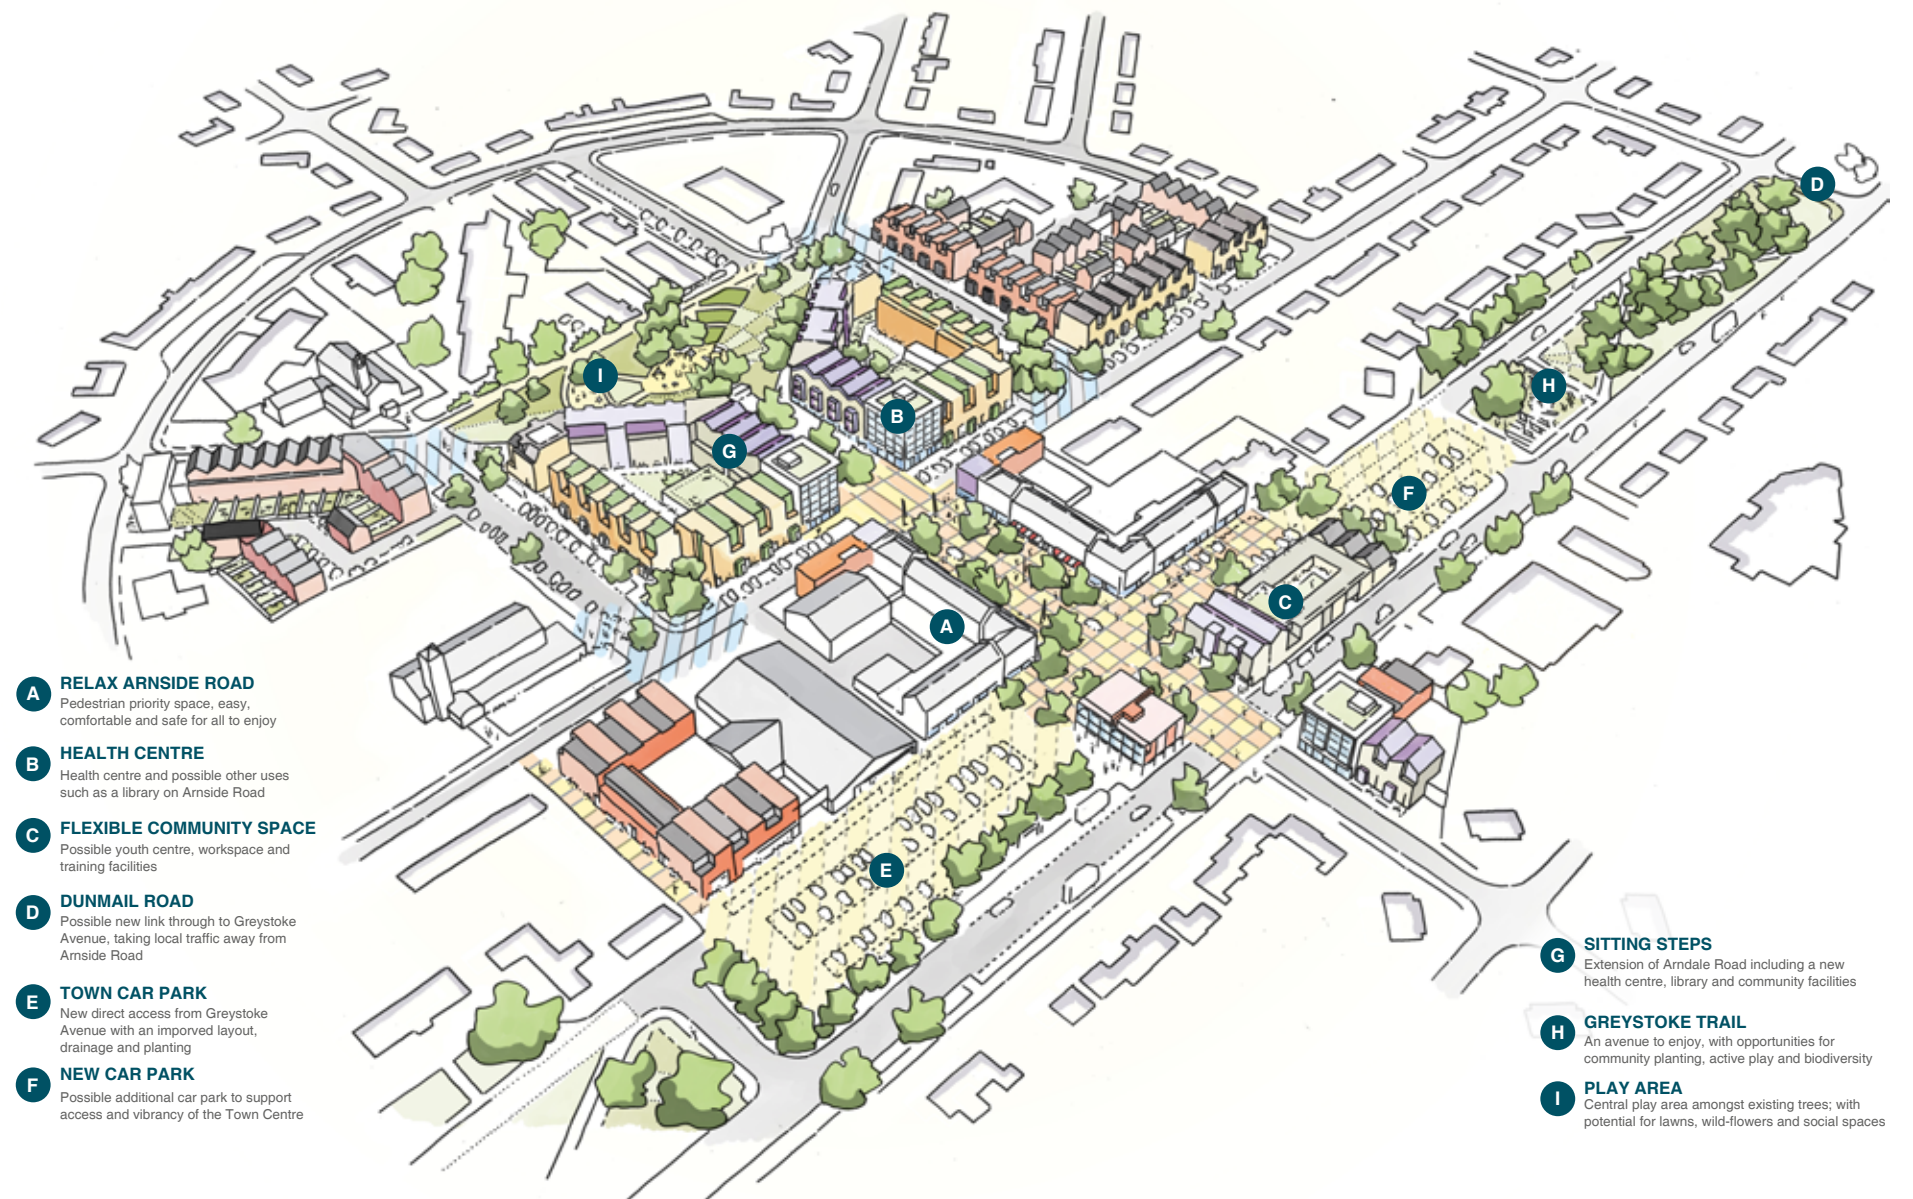 D
I
H
B
G
F
C
A
E
A
RELAX ARNSIDE ROAD
Pedestrian priority space, easy,
comfortable and safe for all to enjoy
B
HEALTH CENTRE
Health centre and possible other uses
such as a library on Arnside Road
C
FLEXIBLE COMMUNITY SPACE
Possible youth centre, workspace and
training facilities
D
DUNMAIL ROAD
Possible new link through to Greystoke
Avenue, taking local traffic away from
Arnside Road
E
TOWN CAR PARK
New direct access from Greystoke
Avenue with an imporved layout,
drainage and planting
F
NEW CAR PARK
Possible additional car park to support
access and vibrancy of the Town Centre
G
SITTING STEPS
Extension of Arndale Road including a new
health centre, library and community facilities
H
GREYSTOKE TRAIL
An avenue to enjoy, with opportunities for
community planting, active play and biodiversity
I
PLAY AREA
Central play area amongst existing trees; with
potential for lawns, wild-flowers and social spaces